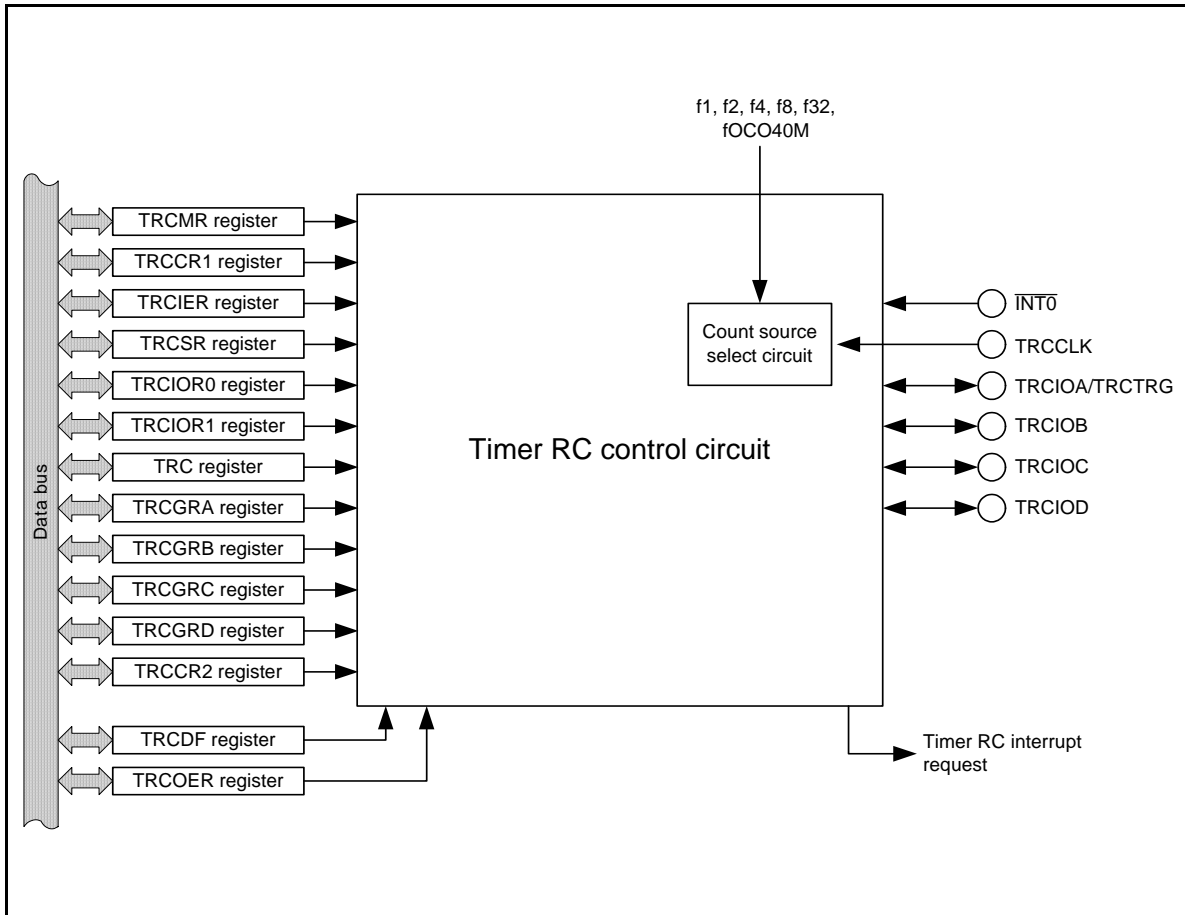 f1, f2, f4, f8, f32,
fOCO40M
Data bus
TRCMR register
TRCCR1 register
TRCIER register
TRCSR register
TRCIOR0 register
TRCIOR1 register
TRC register
TRCGRA register
TRCGRB register
TRCGRC register
TRCGRD register
TRCCR2 register
TRCDF register
TRCOER register
Timer RC control circuit
Count source
select circuit
I̅N̅T̅0̅
TRCCLK
TRCIOA/TRCTRG
TRCIOB
TRCIOC
TRCIOD
Timer RC interrupt
request